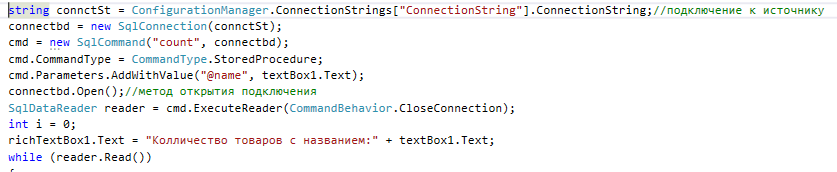 string connctSt = ConfigurationManager.ConnectionStrings["ConnectionString"].ConnectionString;//подключение к источнику
connectbd = new SqlConnection(connctSt);
cmd = new SqlCommand("count", connectbd);
cmd.CommandType = CommandType.StoredProcedure;
cmd.Parameters.AddWithValue("@name", textBox1.Text);
connectbd.Open();//метод открытия подключения
SqlDataReader reader = cmd.ExecuteReader(CommandBehavior.CloseConnection);
int i = 0;
richTextBox1.Text = "Колличество товаров с названием:" + textBox1.Text;
while (reader.Read())